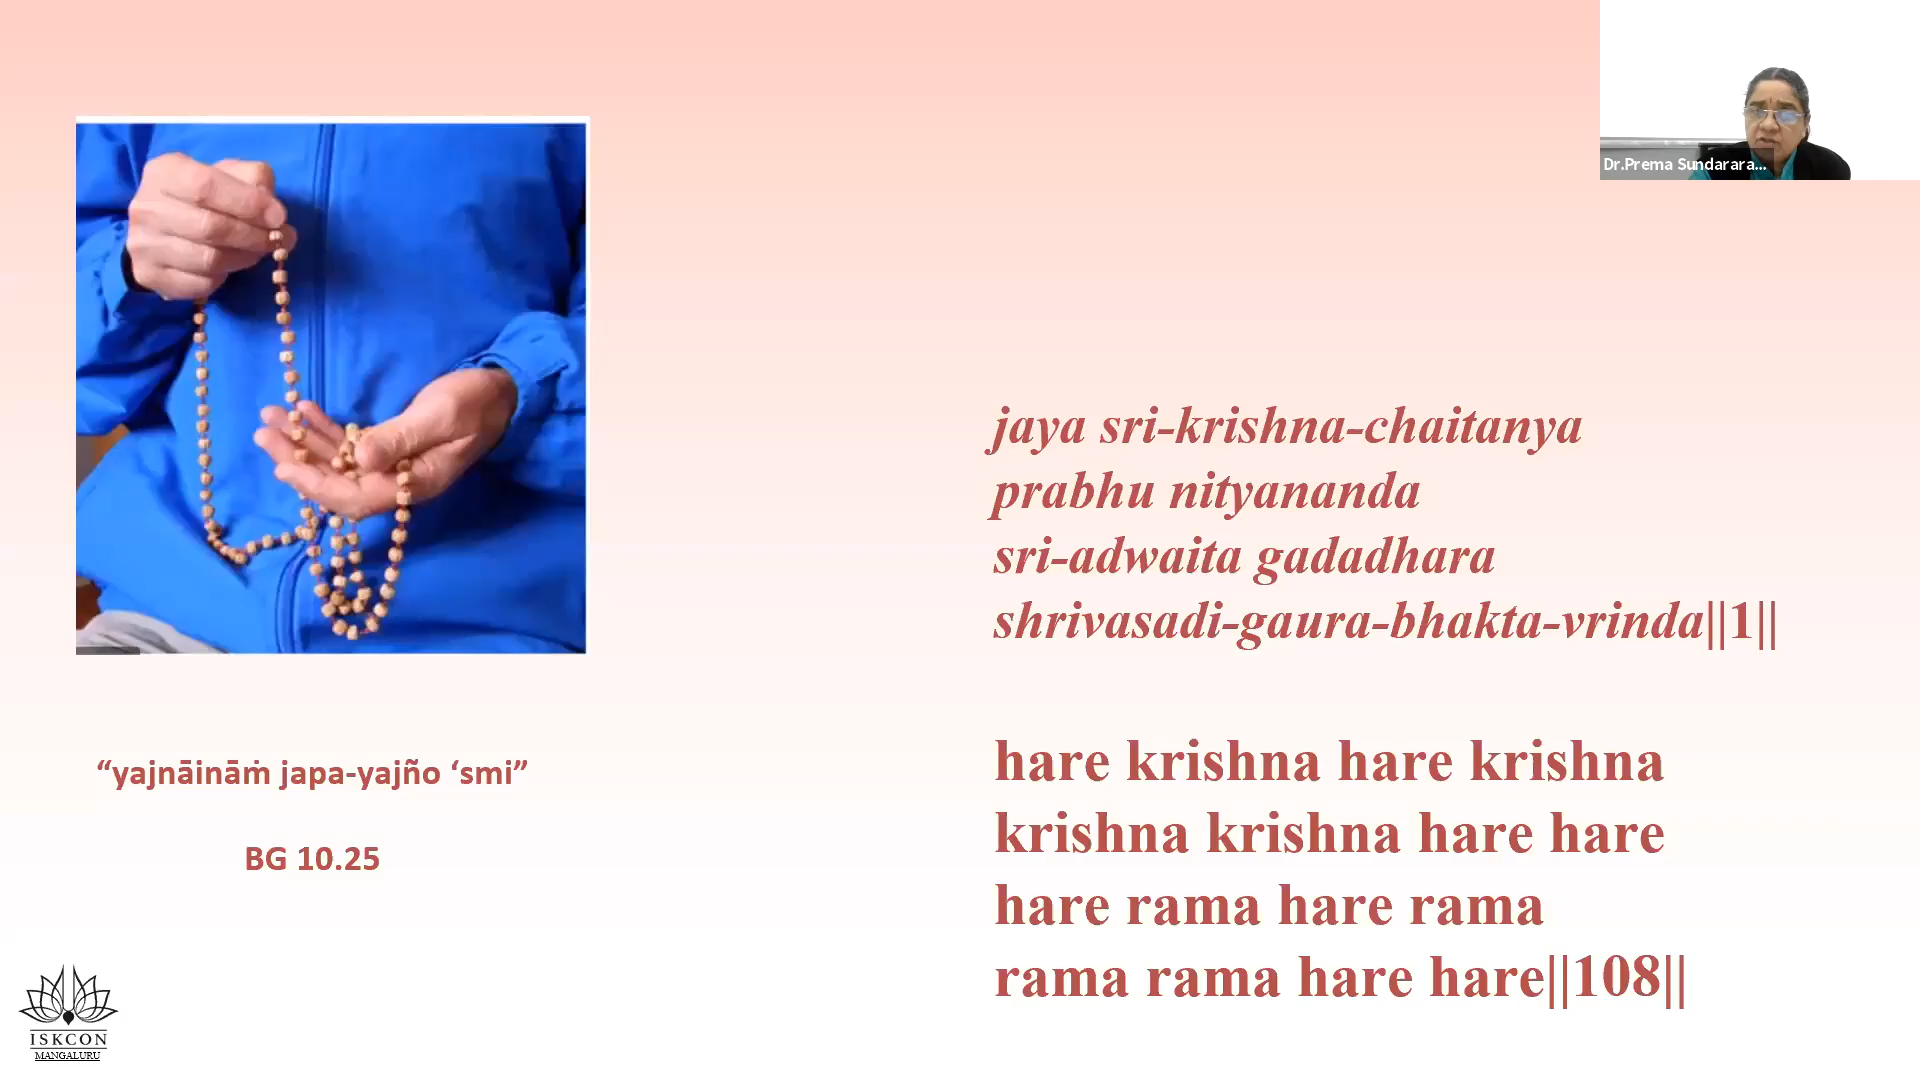 Dr.Prema Sundarara...
jaya sri-krishna-chaitanya
prabhu nityananda
sri-adwaita gadadhara
shrivasadi-gaura-bhakta-vrinda||1||
hare krishna hare krishna
krishna krishna hare hare
hare rama hare rama
rama rama hare hare||108||
“yajnāināṁ japa-yajño ‘smi”
BG 10.25
ISKCON
MANGALURU